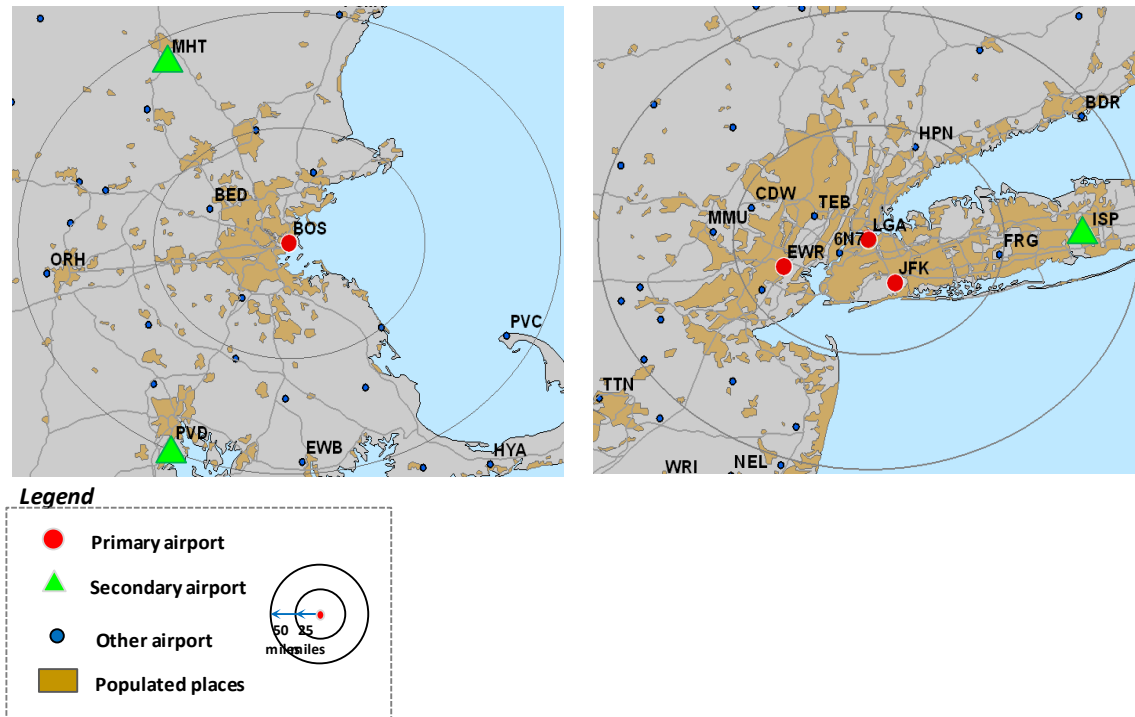 MHT
BED
BOS
ORH
PVC
PVD
EWB
HYA
BDR
HPN
CDW
TEB
MMU
LGA
ISP
6N7
EWR
FRG
JFK
TTN
WRI
NEL
Legend
Primary airport
Secondary airport
Other airport
50 25
miles miles
Populated places